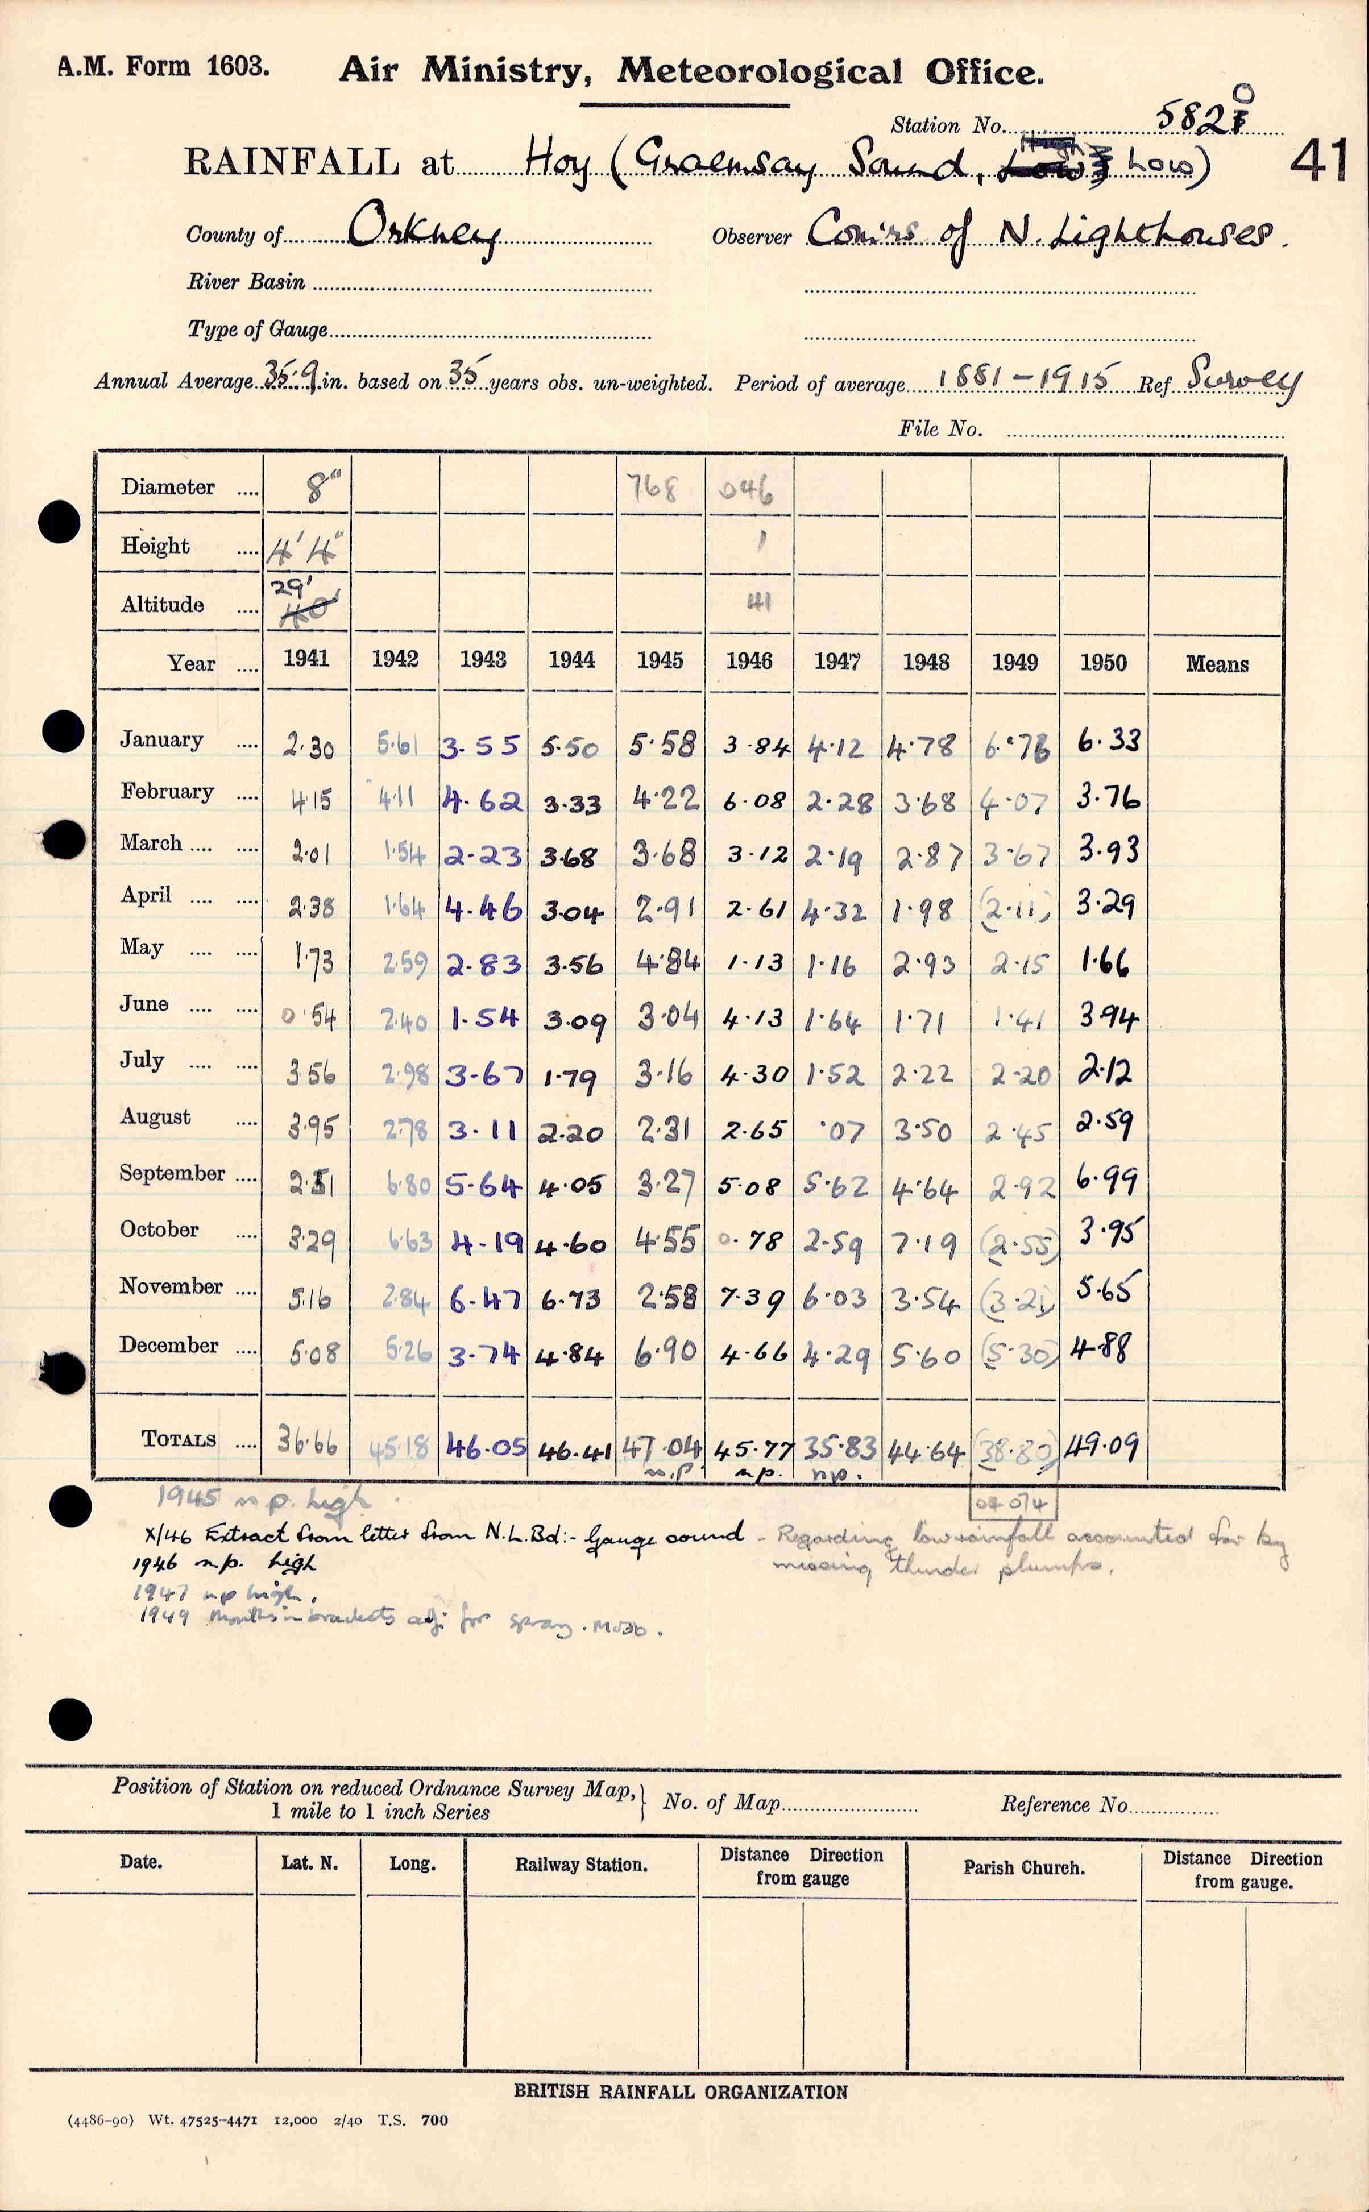 A.M. Form 1603. Air Ministry, Meteorological Office.
Station No. 5820
RAINFALL at Hoy (Graemsay Sound, Low) 41
County of Orkney Observer Com'rs of N. Lighthouses.
River Basin
Type of Gauge
Annual Average 35.9 in. based on 35 years obs. un-weighted. Period of average 1881-1915 Ref. Survey
File No.
Diameter .... 8" 768 046
Height .... 4' 4" 1
29'
Altitude .... 40' 41
Year .... 1941 1942 1943 1944 1945 1946 1947 1948 1949 1950 Means
January .... 2.30 5.61 3.55 5.50 5.58 3.84 4.12 4.78 6.76 6.33
February .... 4.15 4.11 4.62 3.33 4.22 6.08 2.28 3.68 4.07 3.76
March .... .... 2.01 1.54 2.23 3.68 3.68 3.12 2.19 2.87 3.67 3.93
April .... .... 2.38 1.64 4.46 3.04 2.91 2.61 4.32 1.98 (2.11) 3.29
May .... .... 1.73 2.59 2.83 3.56 4.84 1.13 1.16 2.93 2.15 1.66
June .... .... 0.54 2.40 1.54 3.09 3.04 4.13 1.64 1.71 1.41 3.94
July .... .... 3.56 2.98 3.67 1.79 3.16 4.30 1.52 2.22 2.20 2.12
August .... 3.95 2.78 3.11 2.20 2.31 2.65 .07 3.50 2.45 2.59
September .... 2.51 6.80 5.64 4.05 3.27 5.08 5.62 4.64 2.92 6.99
October .... 3.29 6.63 4.19 4.60 4.55 0.78 2.59 7.19 (2.55) 3.95
November .... 5.16 2.84 6.47 6.73 2.58 7.39 6.03 3.54 (3.21) 5.65
December .... 5.08 5.26 3.74 4.84 6.90 4.66 4.29 5.60 (5.30) 4.88
TOTALS .... 36.66 45.18 46.05 46.41 47.04 45.77 35.83 44.64 (38.80) 49.09
n.p. n.p. n.p.
1945 n.p. high.
X/46 Extract from letter from N.L.Bd:- Gauge sound - Regarding low rainfall accounted for by
missing thunder plumps.
1946 n.p. high
1947 n.p. high.
1949 Months in brackets adj. for spray.
Position of Station on reduced Ordnance Survey Map, } No. of Map Reference No.
1 mile to 1 inch Series
Date. Lat. N. Long. Railway Station. Distance Direction from gauge Parish Church. Distance Direction from gauge.
BRITISH RAINFALL ORGANIZATION
(4486-90) Wt. 47525-4471 12,000 2/40 T.S. 700